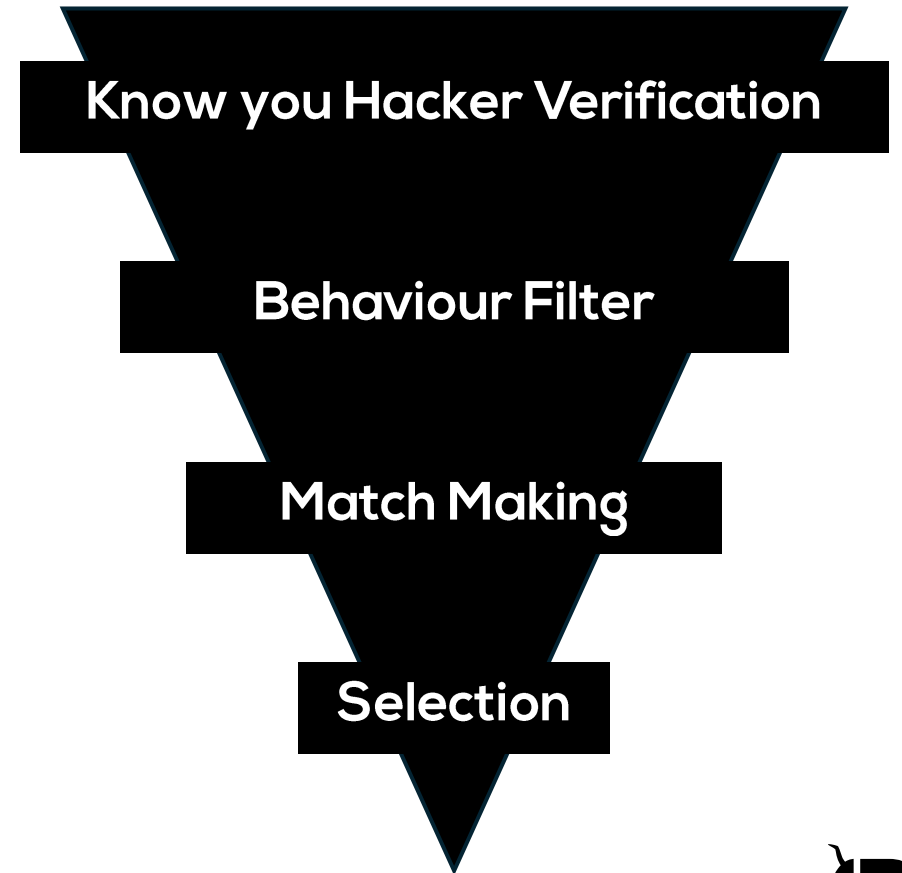 Know you Hacker Verification
Behaviour Filter
Match Making
Selection